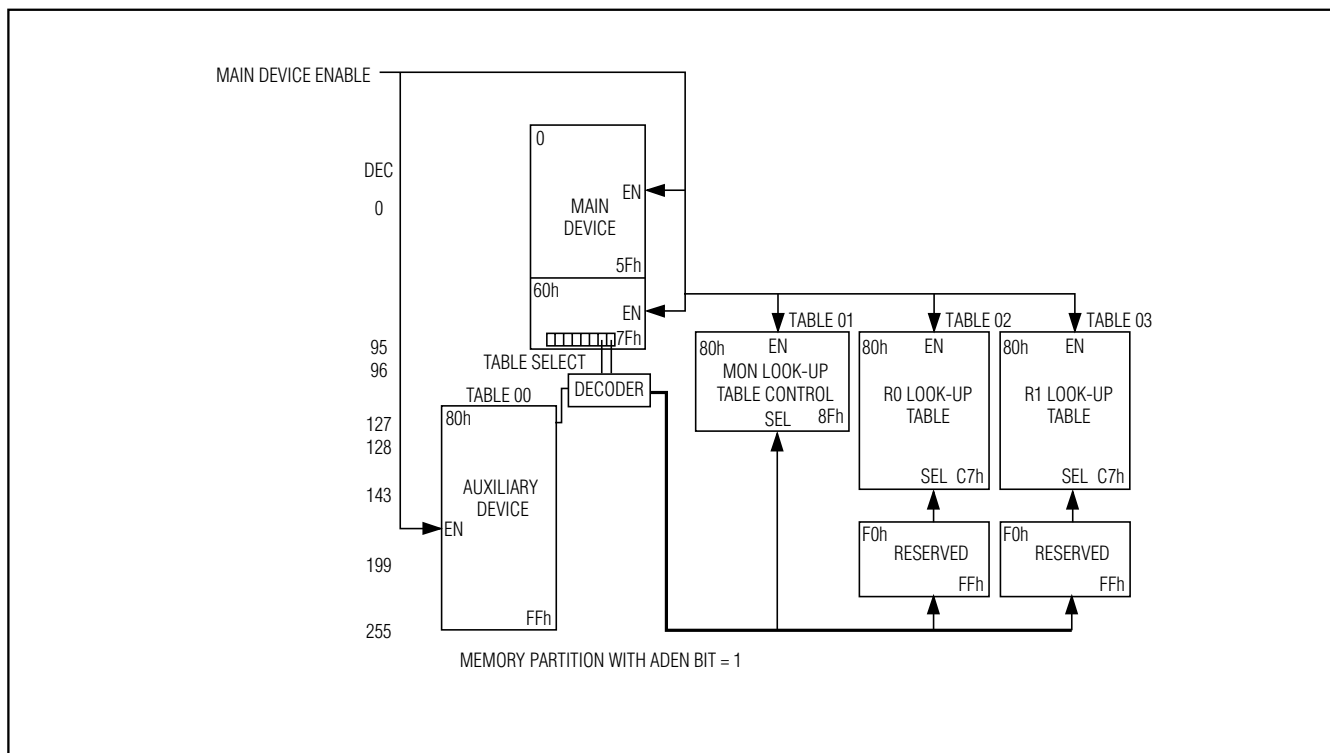 MAIN DEVICE ENABLE
DEC
0
95
96
127
128
143
199
255
0
EN
MAIN
DEVICE
5Fh
60h
EN
7Fh
TABLE SELECT
DECODER
TABLE 00
80h
AUXILIARY
DEVICE
EN
FFh
TABLE 01
80h
EN
MON LOOK-UP
TABLE CONTROL
SEL
8Fh
TABLE 02
80h
EN
R0 LOOK-UP
TABLE
SEL C7h
F0h
RESERVED
FFh
TABLE 03
80h
EN
R1 LOOK-UP
TABLE
SEL C7h
F0h
RESERVED
FFh
MEMORY PARTITION WITH ADEN BIT = 1